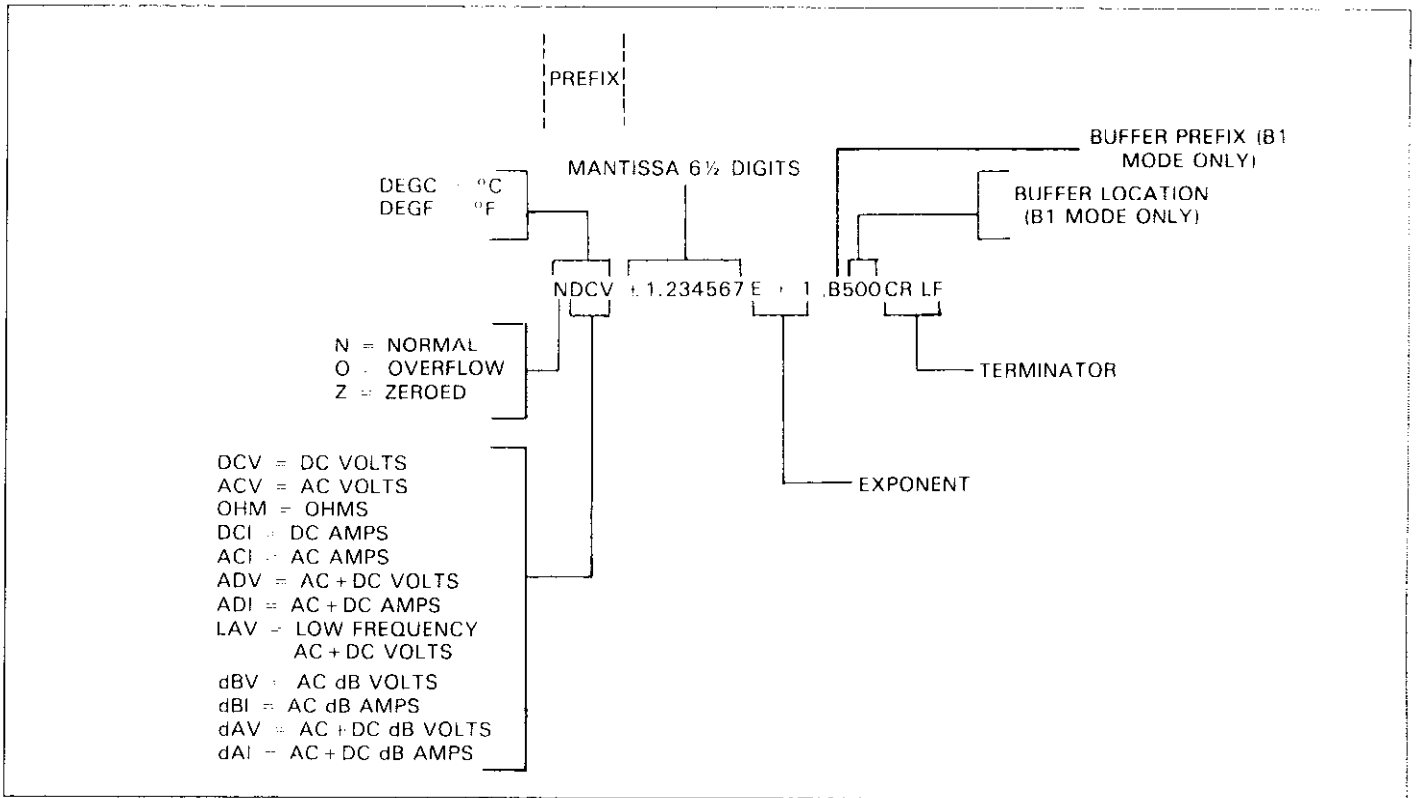 PREFIX
BUFFER PREFIX (B1
MODE ONLY)
MANTISSA 6½ DIGITS
DEGC - °C
DEGF °F
BUFFER LOCATION
(B1 MODE ONLY)
NDCV +1.234567E + 1,B500CR LF
N = NORMAL
O - OVERFLOW
Z = ZEROED
TERMINATOR
DCV = DC VOLTS
ACV = AC VOLTS
OHM = OHMS
DCI - DC AMPS
ACI - AC AMPS
ADV = AC + DC VOLTS
ADI = AC + DC AMPS
LAV - LOW FREQUENCY
AC + DC VOLTS
dBV - AC dB VOLTS
dBI = AC dB AMPS
dAV = AC + DC dB VOLTS
dAI - AC + DC dB AMPS
EXPONENT